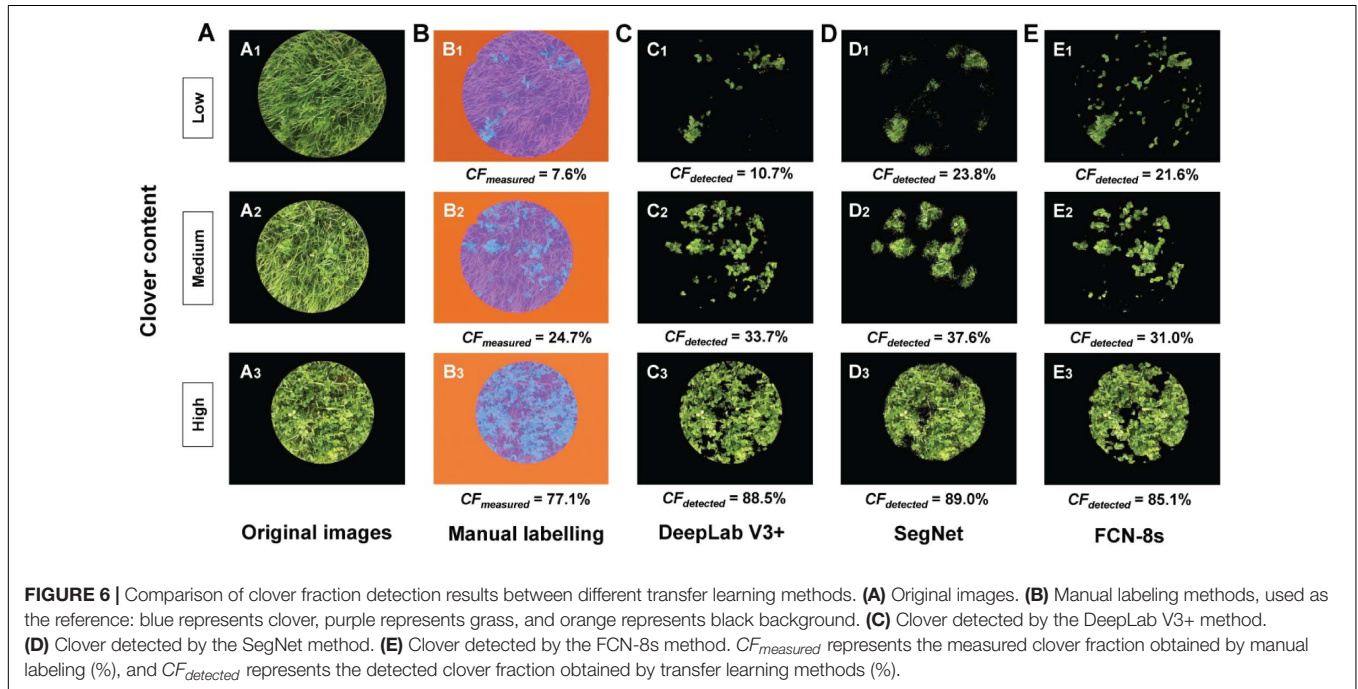 A
B
C
D
E
Clover content
Low
A1
B1
C1
D1
E1
CFmeasured = 7.6%
CFdetected = 10.7%
CFdetected = 23.8%
CFdetected = 21.6%
Medium
A2
B2
C2
D2
E2
CFmeasured = 24.7%
CFdetected = 33.7%
CFdetected = 37.6%
CFdetected = 31.0%
High
A3
B3
C3
D3
E3
CFmeasured = 77.1%
CFdetected = 88.5%
CFdetected = 89.0%
CFdetected = 85.1%
Original images
Manual labelling
DeepLab V3+
SegNet
FCN-8s
FIGURE 6 | Comparison of clover fraction detection results between different transfer learning methods. (A) Original images. (B) Manual labeling methods, used as
the reference: blue represents clover, purple represents grass, and orange represents black background. (C) Clover detected by the DeepLab V3+ method.
(D) Clover detected by the SegNet method. (E) Clover detected by the FCN-8s method. CFmeasured represents the measured clover fraction obtained by manual
labeling (%), and CFdetected represents the detected clover fraction obtained by transfer learning methods (%).